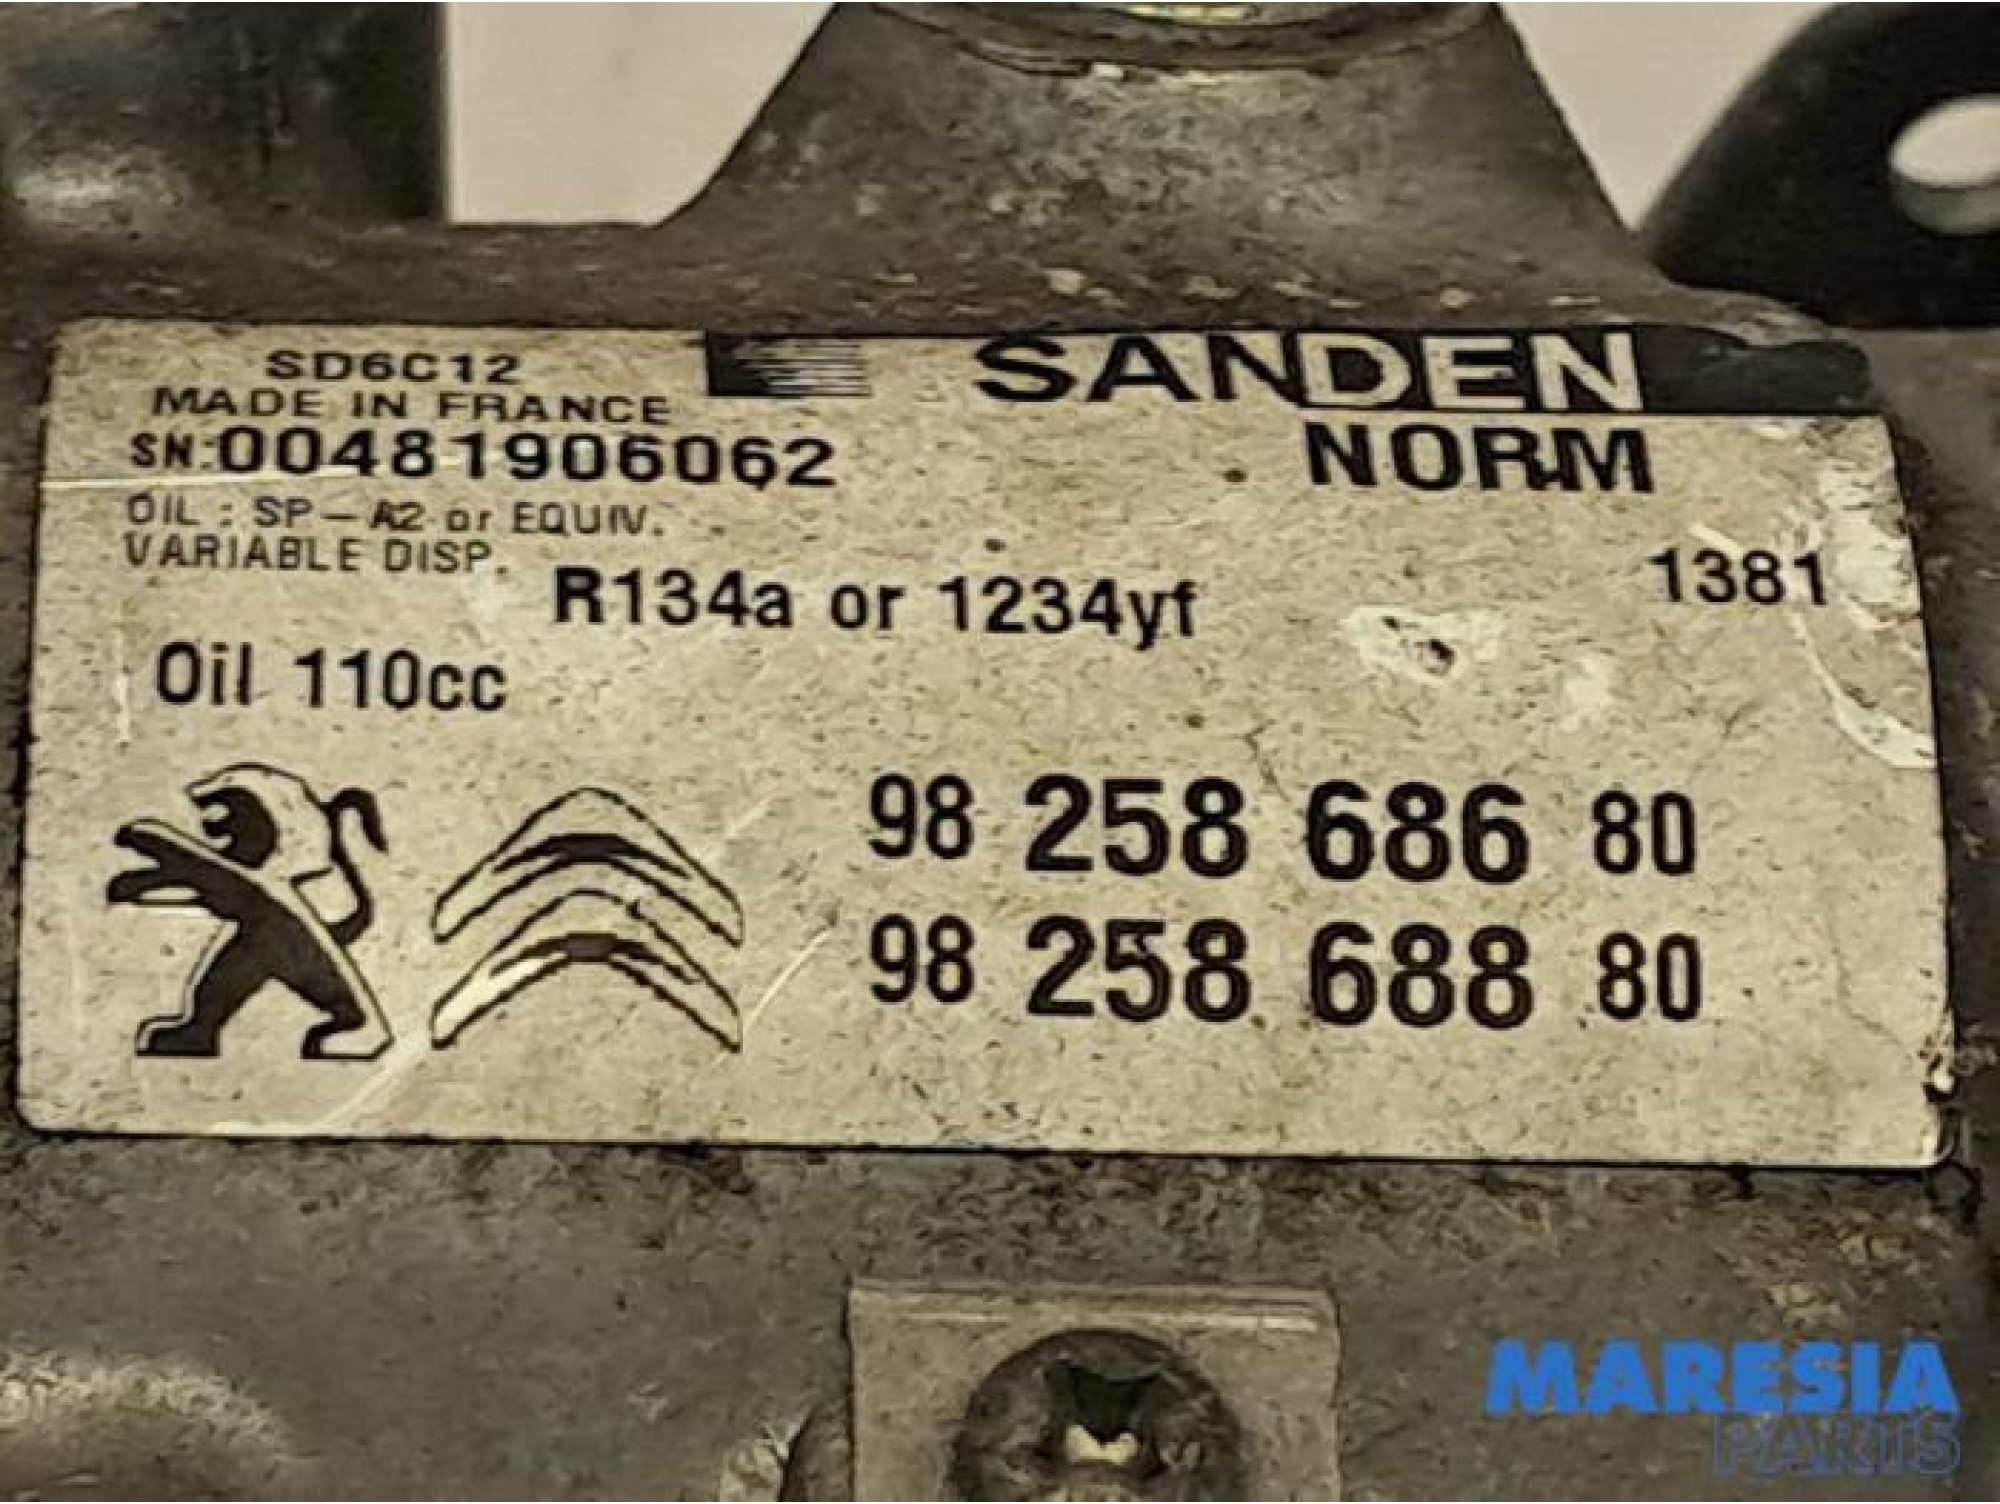 SD6C12
SANDEN
MADE IN FRANCE
NORM
SN:00481906062
OIL : SP-A2 or EQUIV.
VARIABLE DISP.
R134a or 1234yf
1381
Oil 110cc
98 258 686 80
98 258 688 80
MARESIA
PARTS